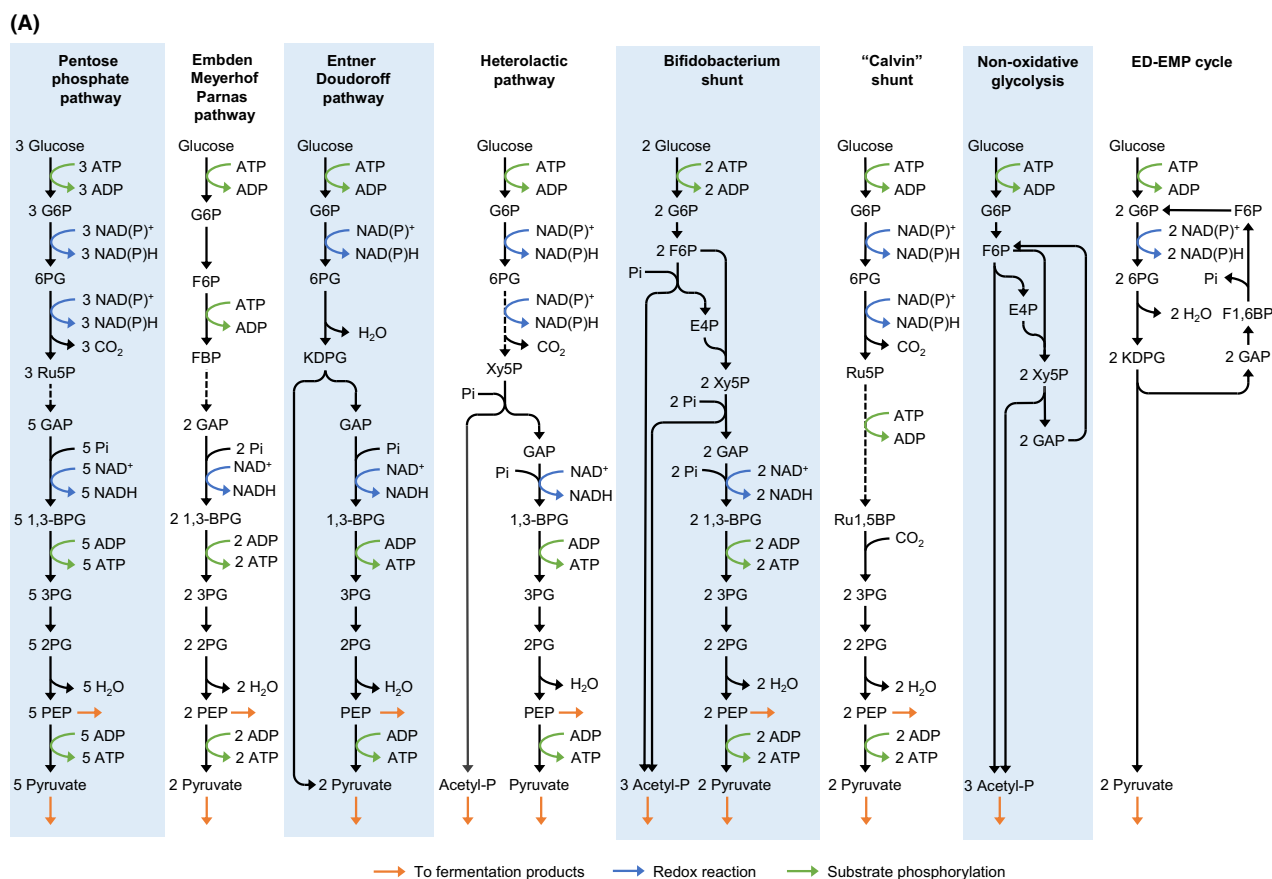 (A)
Pentose
phosphate
pathway
3 Glucose
3 ATP
3 ADP
3 G6P
3 NAD(P)⁺
3 NAD(P)H
6PG
3 NAD(P)⁺
3 NAD(P)H
3 CO₂
3 Ru5P
5 GAP
5 Pi
5 NAD⁺
5 NADH
5 1,3-BPG
5 ADP
5 ATP
5 3PG
5 2PG
5 H₂O
5 PEP
5 ADP
5 ATP
5 Pyruvate
Embden
Meyerhof
Parnas
pathway
Glucose
ATP
ADP
G6P
F6P
ATP
ADP
FBP
2 GAP
2 Pi
NAD⁺
NADH
2 1,3-BPG
2 ADP
2 ATP
2 3PG
2 2PG
2 H₂O
2 PEP
2 ADP
2 ATP
2 Pyruvate
Entner
Doudoroff
pathway
Glucose
ATP
ADP
G6P
NAD(P)⁺
NAD(P)H
6PG
H₂O
KDPG
GAP
Pi
NAD⁺
NADH
1,3-BPG
ADP
ATP
3PG
2PG
H₂O
PEP
ADP
ATP
2 Pyruvate
Heterolactic
pathway
Glucose
ATP
ADP
G6P
NAD(P)⁺
NAD(P)H
6PG
NAD(P)⁺
NAD(P)H
CO₂
Xy5P
Pi
GAP
Pi
NAD⁺
NADH
1,3-BPG
ADP
ATP
3PG
2PG
H₂O
PEP
ADP
ATP
Acetyl-P
Pyruvate
Bifidobacterium
shunt
2 Glucose
2 ATP
2 ADP
2 G6P
2 F6P
Pi
E4P
2 Xy5P
2 Pi
2 GAP
2 Pi
2 NAD⁺
2 NADH
2 1,3-BPG
2 ADP
2 ATP
2 3PG
2 2PG
2 H₂O
2 PEP
2 ADP
2 ATP
3 Acetyl-P
2 Pyruvate
“Calvin”
shunt
Glucose
ATP
ADP
G6P
NAD(P)⁺
NAD(P)H
6PG
NAD(P)⁺
NAD(P)H
CO₂
Ru5P
ATP
ADP
Ru1,5BP
CO₂
2 3PG
2 2PG
2 H₂O
2 PEP
2 ADP
2 ATP
2 Pyruvate
Non-oxidative
glycolysis
Glucose
ATP
ADP
G6P
F6P
E4P
2 Xy5P
2 GAP
3 Acetyl-P
ED-EMP cycle
Glucose
ATP
ADP
2 G6P
F6P
2 NAD(P)⁺
2 NAD(P)H
2 6PG
Pi
2 H₂O
F1,6BP
2 KDPG
2 GAP
2 Pyruvate
To fermentation products
Redox reaction
Substrate phosphorylation